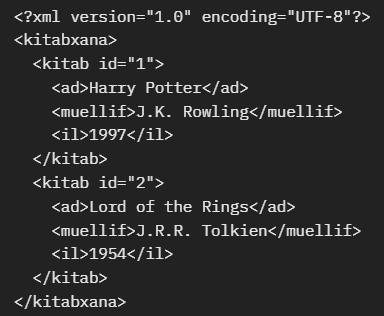 <?xml version="1.0" encoding="UTF-8"?>
<kitabxana>
  <kitab id="1">
    <ad>Harry Potter</ad>
    <muellif>J.K. Rowling</muellif>
    <il>1997</il>
  </kitab>
  <kitab id="2">
    <ad>Lord of the Rings</ad>
    <muellif>J.R.R. Tolkien</muellif>
    <il>1954</il>
  </kitab>
</kitabxana>